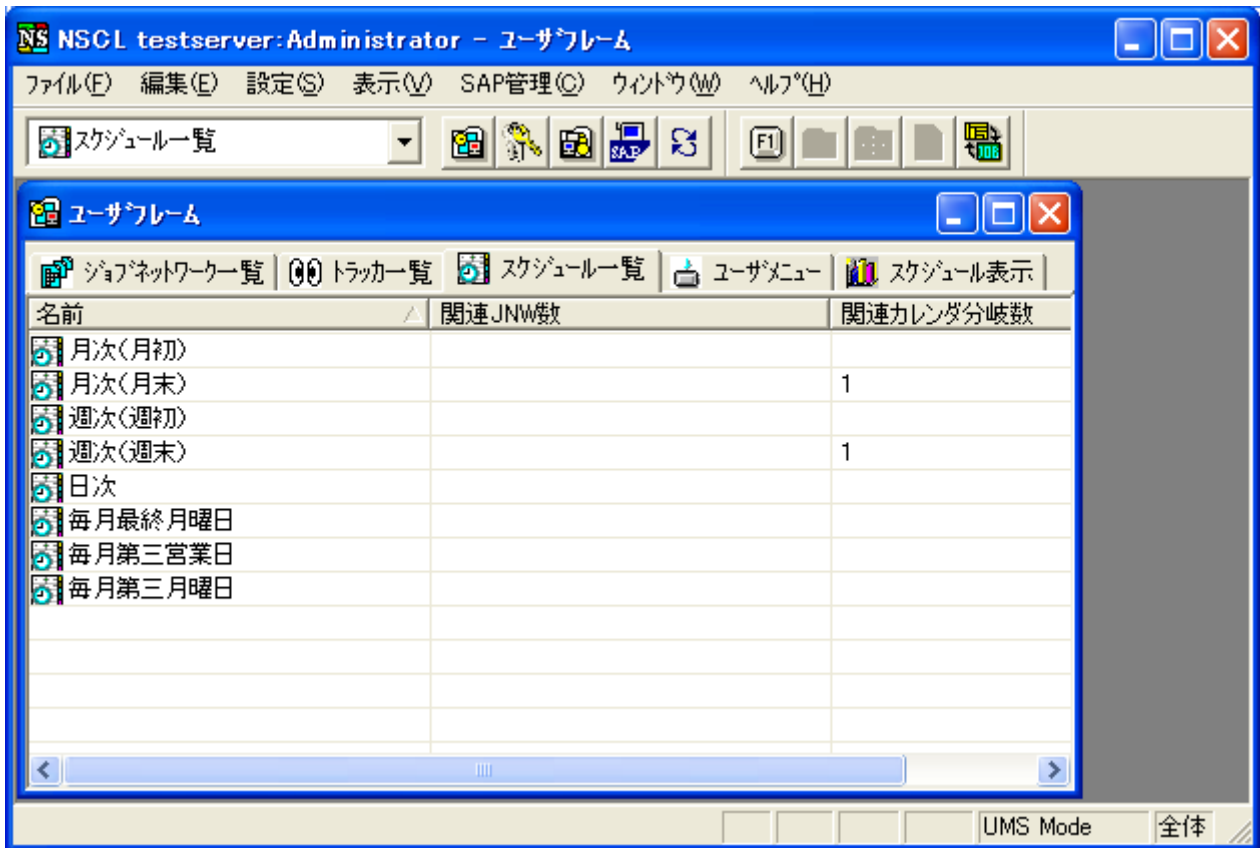 NS NSCL testserver:Administrator - ユーザフレーム
ファイル(F) 編集(E) 設定(S) 表示(V) SAP管理(C) ウィンドウ(W) ヘルプ(H)
スケジュール一覧 SAP F1 JOB
ユーザフレーム
ジョブネットワーク一覧 トラッカ一覧 スケジュール一覧 ユーザメニュー スケジュール表示
名前 関連JNW数 関連カレンダ分岐数
月次(月初)
月次(月末) 1
週次(週初)
週次(週末) 1
日次
毎月最終月曜日
毎月第三営業日
毎月第三月曜日
UMS Mode 全体